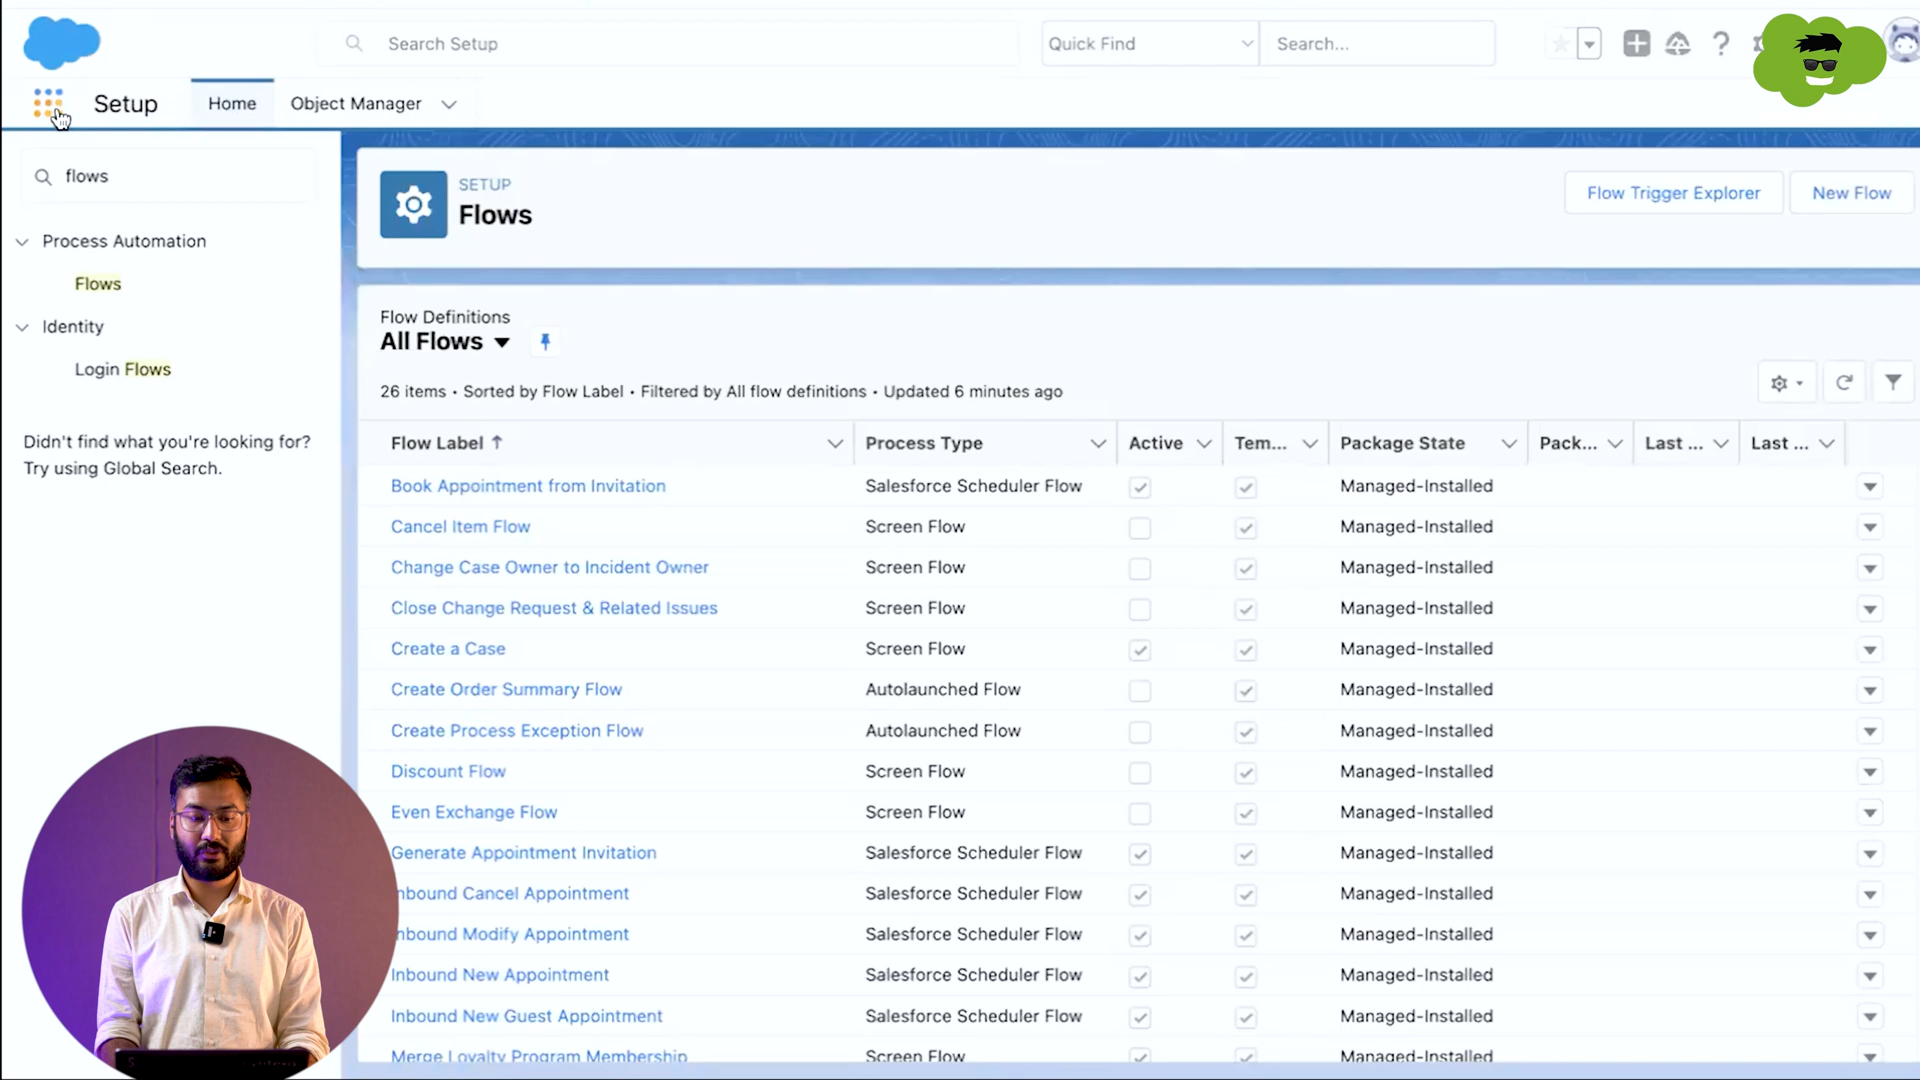 Search Setup
Quick Find
Search...
Setup
Home
Object Manager
flows
Process Automation
Flows
Identity
Login Flows
Didn't find what you're looking for?
Try using Global Search.
SETUP
Flows
Flow Trigger Explorer
New Flow
Flow Definitions
All Flows
26 items • Sorted by Flow Label • Filtered by All flow definitions • Updated 6 minutes ago
Flow Label Process Type Active Tem... Package State Pack... Last ... Last ...
Book Appointment from Invitation Salesforce Scheduler Flow Managed-Installed
Cancel Item Flow Screen Flow Managed-Installed
Change Case Owner to Incident Owner Screen Flow Managed-Installed
Close Change Request & Related Issues Screen Flow Managed-Installed
Create a Case Screen Flow Managed-Installed
Create Order Summary Flow Autolaunched Flow Managed-Installed
Create Process Exception Flow Autolaunched Flow Managed-Installed
Discount Flow Screen Flow Managed-Installed
Even Exchange Flow Screen Flow Managed-Installed
Generate Appointment Invitation Salesforce Scheduler Flow Managed-Installed
nbound Cancel Appointment Salesforce Scheduler Flow Managed-Installed
nbound Modify Appointment Salesforce Scheduler Flow Managed-Installed
Inbound New Appointment Salesforce Scheduler Flow Managed-Installed
Inbound New Guest Appointment Salesforce Scheduler Flow Managed-Installed
Merge Loyalty Program Membership Screen Flow Managed-Installed